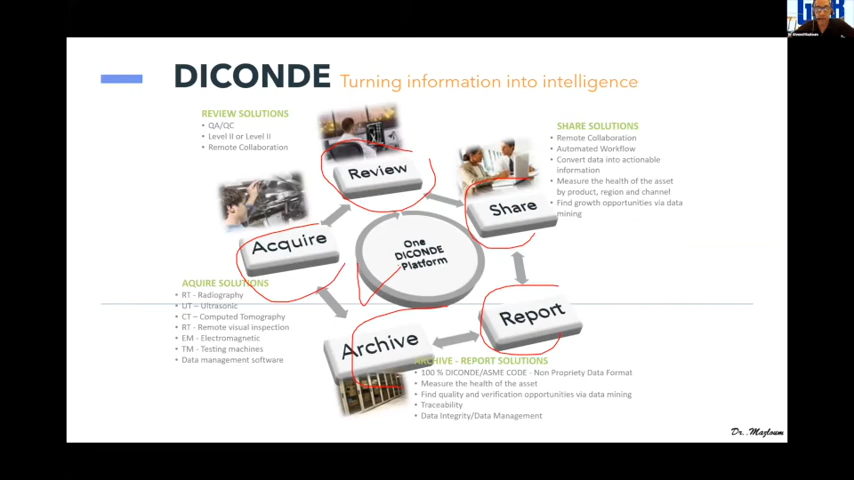 DICONDE Turning information into intelligence
REVIEW SOLUTIONS
• QA/QC
• Level II or Level II
• Remote Collaboration
SHARE SOLUTIONS
• Remote Collaboration
• Automated Workflow
• Convert data into actionable
information
• Measure the health of the asset
by product, region and channel
• Find growth opportunities via data
mining
Review
Share
Acquire
One
DICONDE
Platform
Report
Archive
AQUIRE SOLUTIONS
• RT - Radiography
• UT – Ultrasonic
• CT – Computed Tomography
• RT - Remote visual inspection
• EM - Electromagnetic
• TM - Testing machines
• Data management software
ARCHIVE - REPORT SOLUTIONS
• 100 % DICONDE/ASME CODE - Non Propriety Data Format
• Measure the health of the asset
• Find quality and verification opportunities via data mining
• Traceability
• Data Integrity/Data Management
Dr. Mazloum